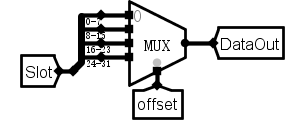 0-7
0
8-15
MUX
DataOut
16-23
24-31
Slot
offset